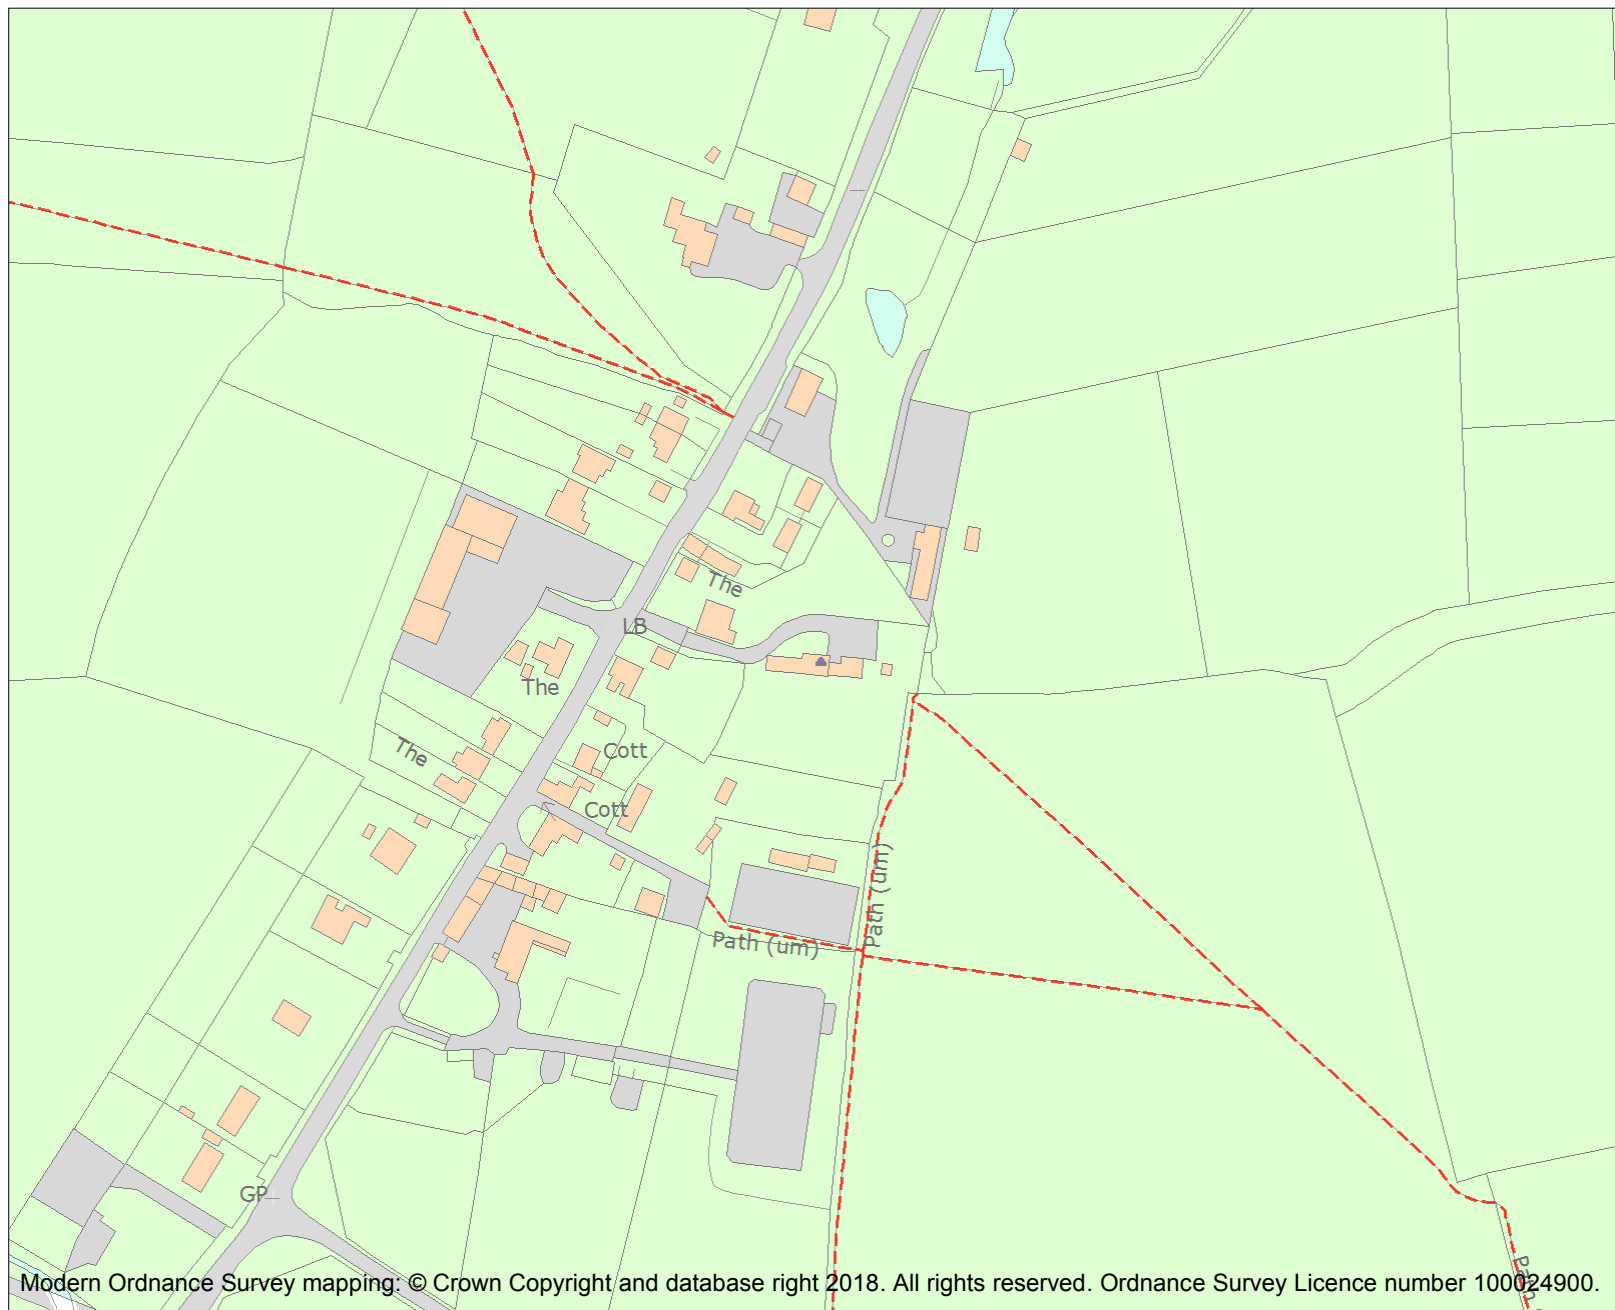 The
LB
The
The
Cott
Cott
Path (um)
Path (um)
GP
Path
Modern Ordnance Survey mapping: © Crown Copyright and database right 2018. All rights reserved. Ordnance Survey Licence number 100024900.